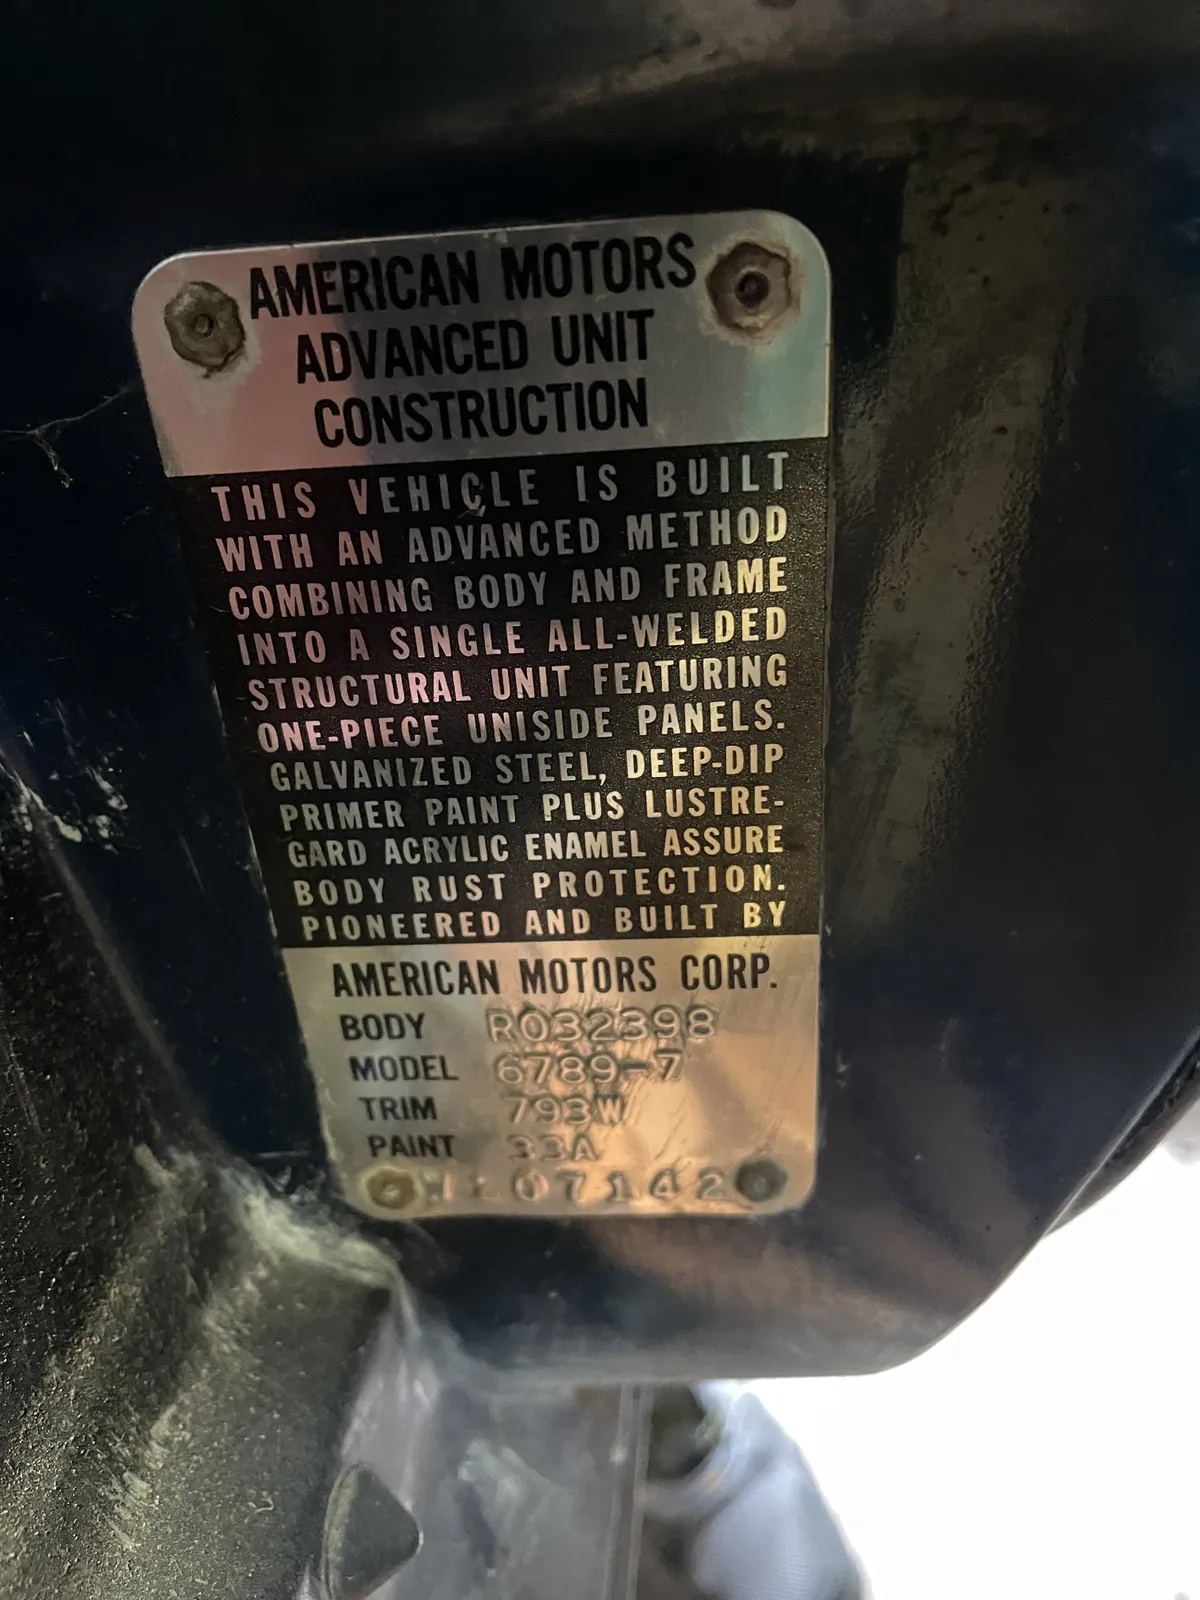 AMERICAN MOTORS
ADVANCED UNIT
CONSTRUCTION
THIS VEHICLE IS BUILT
WITH AN ADVANCED METHOD
COMBINING BODY AND FRAME
INTO A SINGLE ALL-WELDED
STRUCTURAL UNIT FEATURING
ONE-PIECE UNISIDE PANELS.
GALVANIZED STEEL, DEEP-DIP
PRIMER PAINT PLUS LUSTRE-
GARD ACRYLIC ENAMEL ASSURE
BODY RUST PROTECTION.
PIONEERED AND BUILT BY
AMERICAN MOTORS CORP.
BODY R032398
MODEL 6789-7
TRIM 793W
PAINT 33A